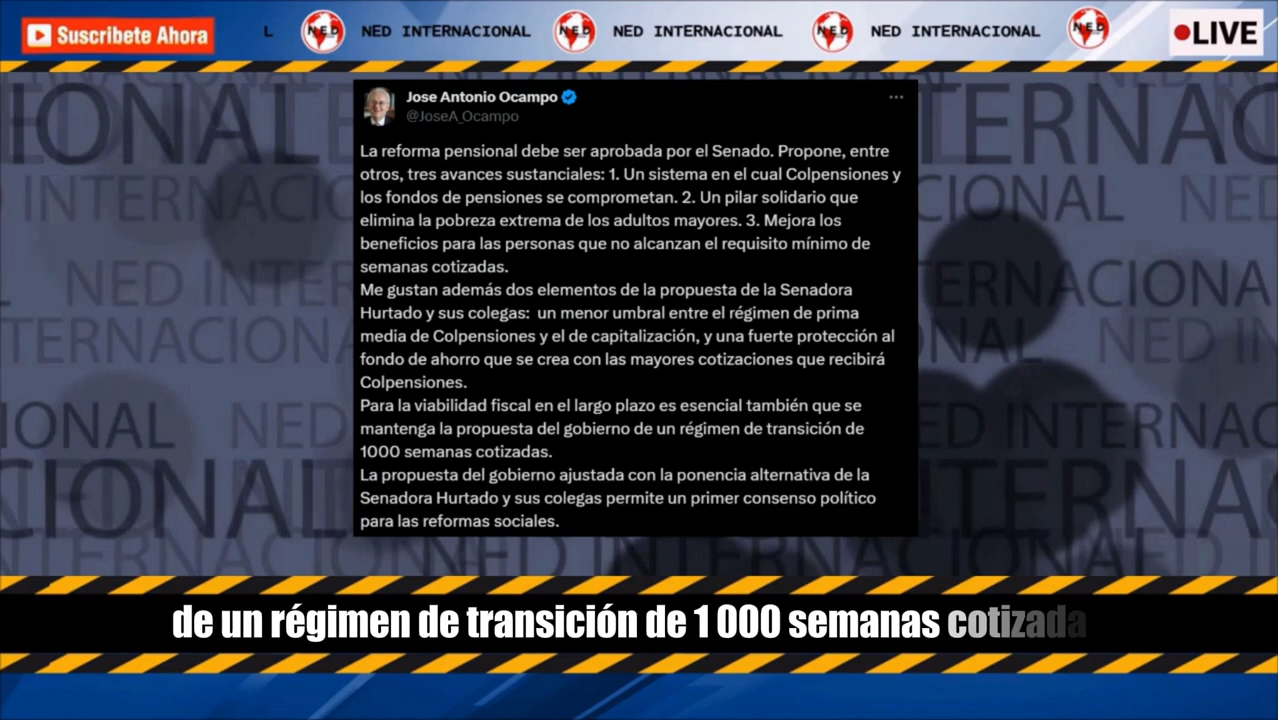 Suscribete Ahora
L NED NED INTERNACIONAL NED NED INTERNACIONAL NED NED INTERNACIONAL NED
LIVE
Jose Antonio Ocampo
@JoseA_Ocampo
La reforma pensional debe ser aprobada por el Senado. Propone, entre
otros, tres avances sustanciales: 1. Un sistema en el cual Colpensiones y
los fondos de pensiones se comprometan. 2. Un pilar solidario que
elimina la pobreza extrema de los adultos mayores. 3. Mejora los
beneficios para las personas que no alcanzan el requisito mínimo de
semanas cotizadas.
Me gustan además dos elementos de la propuesta de la Senadora
Hurtado y sus colegas: un menor umbral entre el régimen de prima
media de Colpensiones y el de capitalización, y una fuerte protección al
fondo de ahorro que se crea con las mayores cotizaciones que recibirá
Colpensiones.
Para la viabilidad fiscal en el largo plazo es esencial también que se
mantenga la propuesta del gobierno de un régimen de transición de
1000 semanas cotizadas.
La propuesta del gobierno ajustada con la ponencia alternativa de la
Senadora Hurtado y sus colegas permite un primer consenso político
para las reformas sociales.
de un régimen de transición de 1 000 semanas cotizada